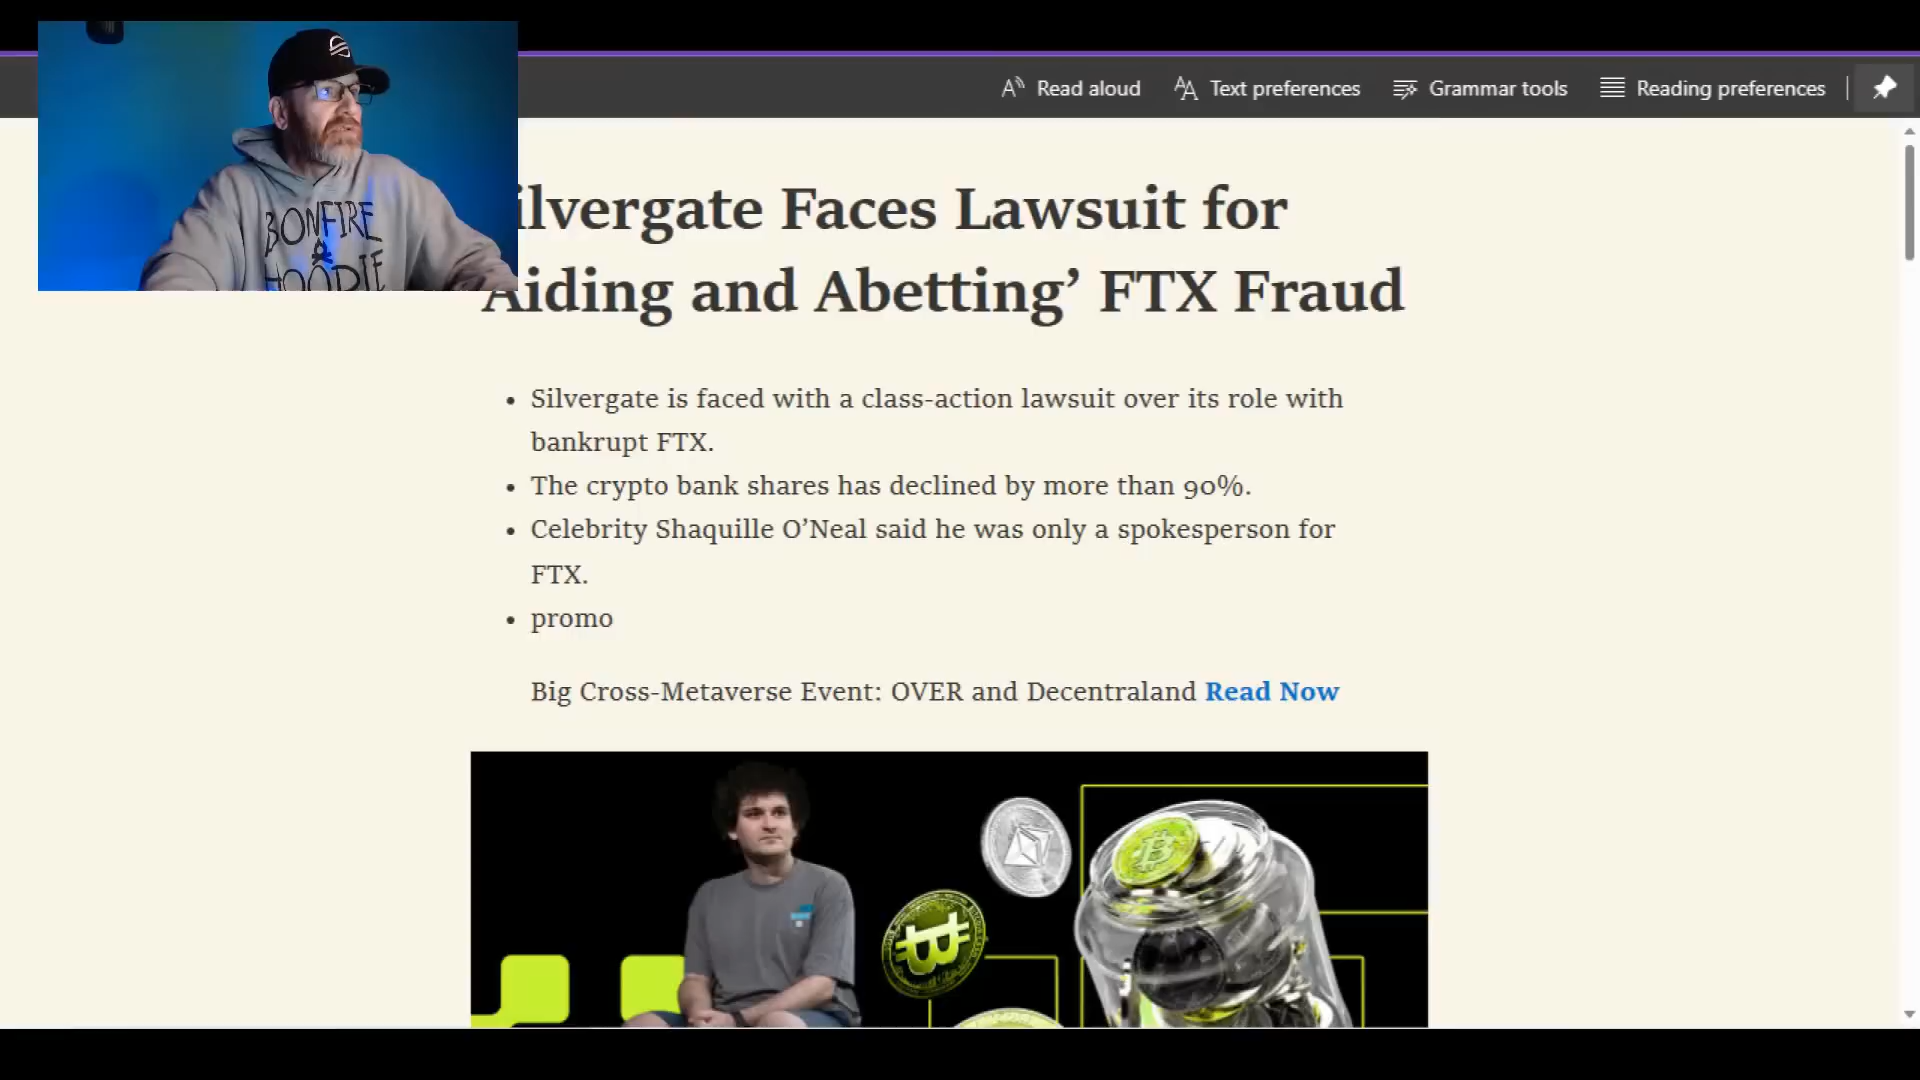 Read aloud
Text preferences
Grammar tools
Reading preferences
BONFIRE
HOODIE
ilvergate Faces Lawsuit for
Aiding and Abetting’ FTX Fraud
• Silvergate is faced with a class-action lawsuit over its role with
bankrupt FTX.
• The crypto bank shares has declined by more than 90%.
• Celebrity Shaquille O’Neal said he was only a spokesperson for
FTX.
• promo
Big Cross-Metaverse Event: OVER and Decentraland Read Now